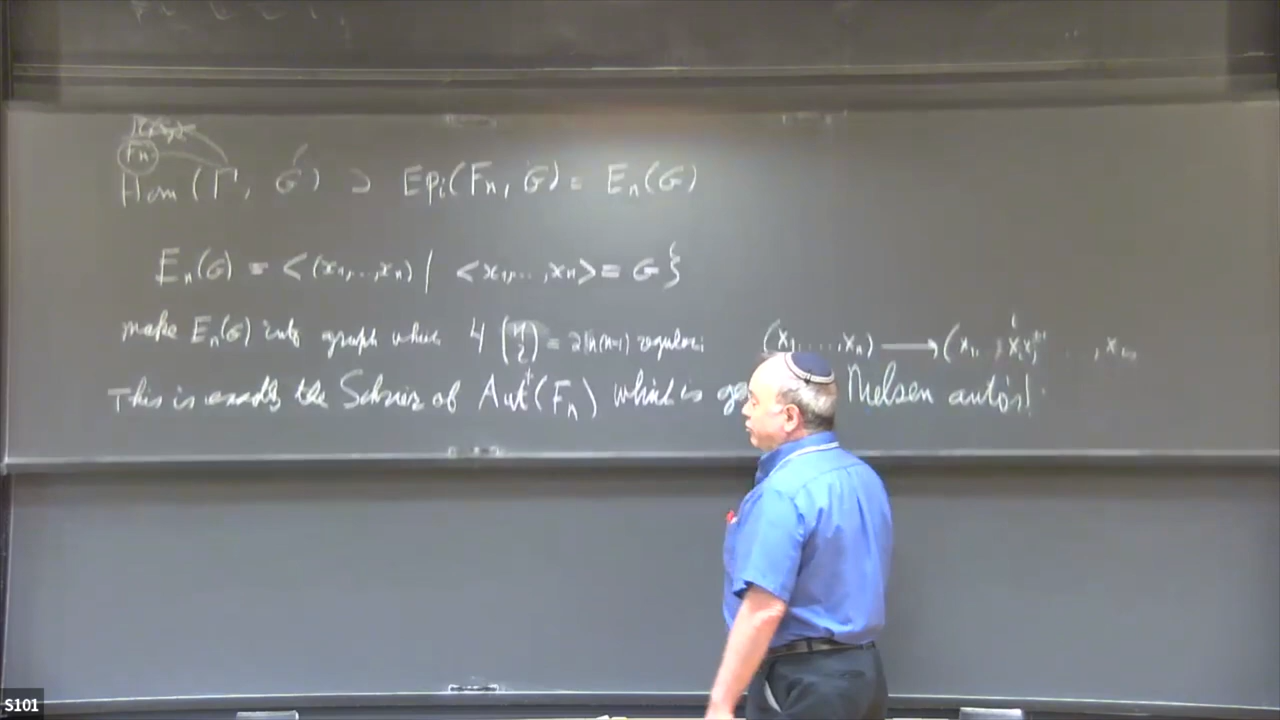 Fn
Hom (Γ, G) ⊃ Epi(Fn, G) = En(G)
En(G) = <(x1,...,xn) | <x1,...,xn> = G}
make En(G) into graph which 4 (n 2) = 2n(n-1) regular: (x1,...,xn) → (x1,.., xixj±1 ..., xn
This is exactly the Schrier of Aut+(Fn) which is ge Nielsen auto's!
S101